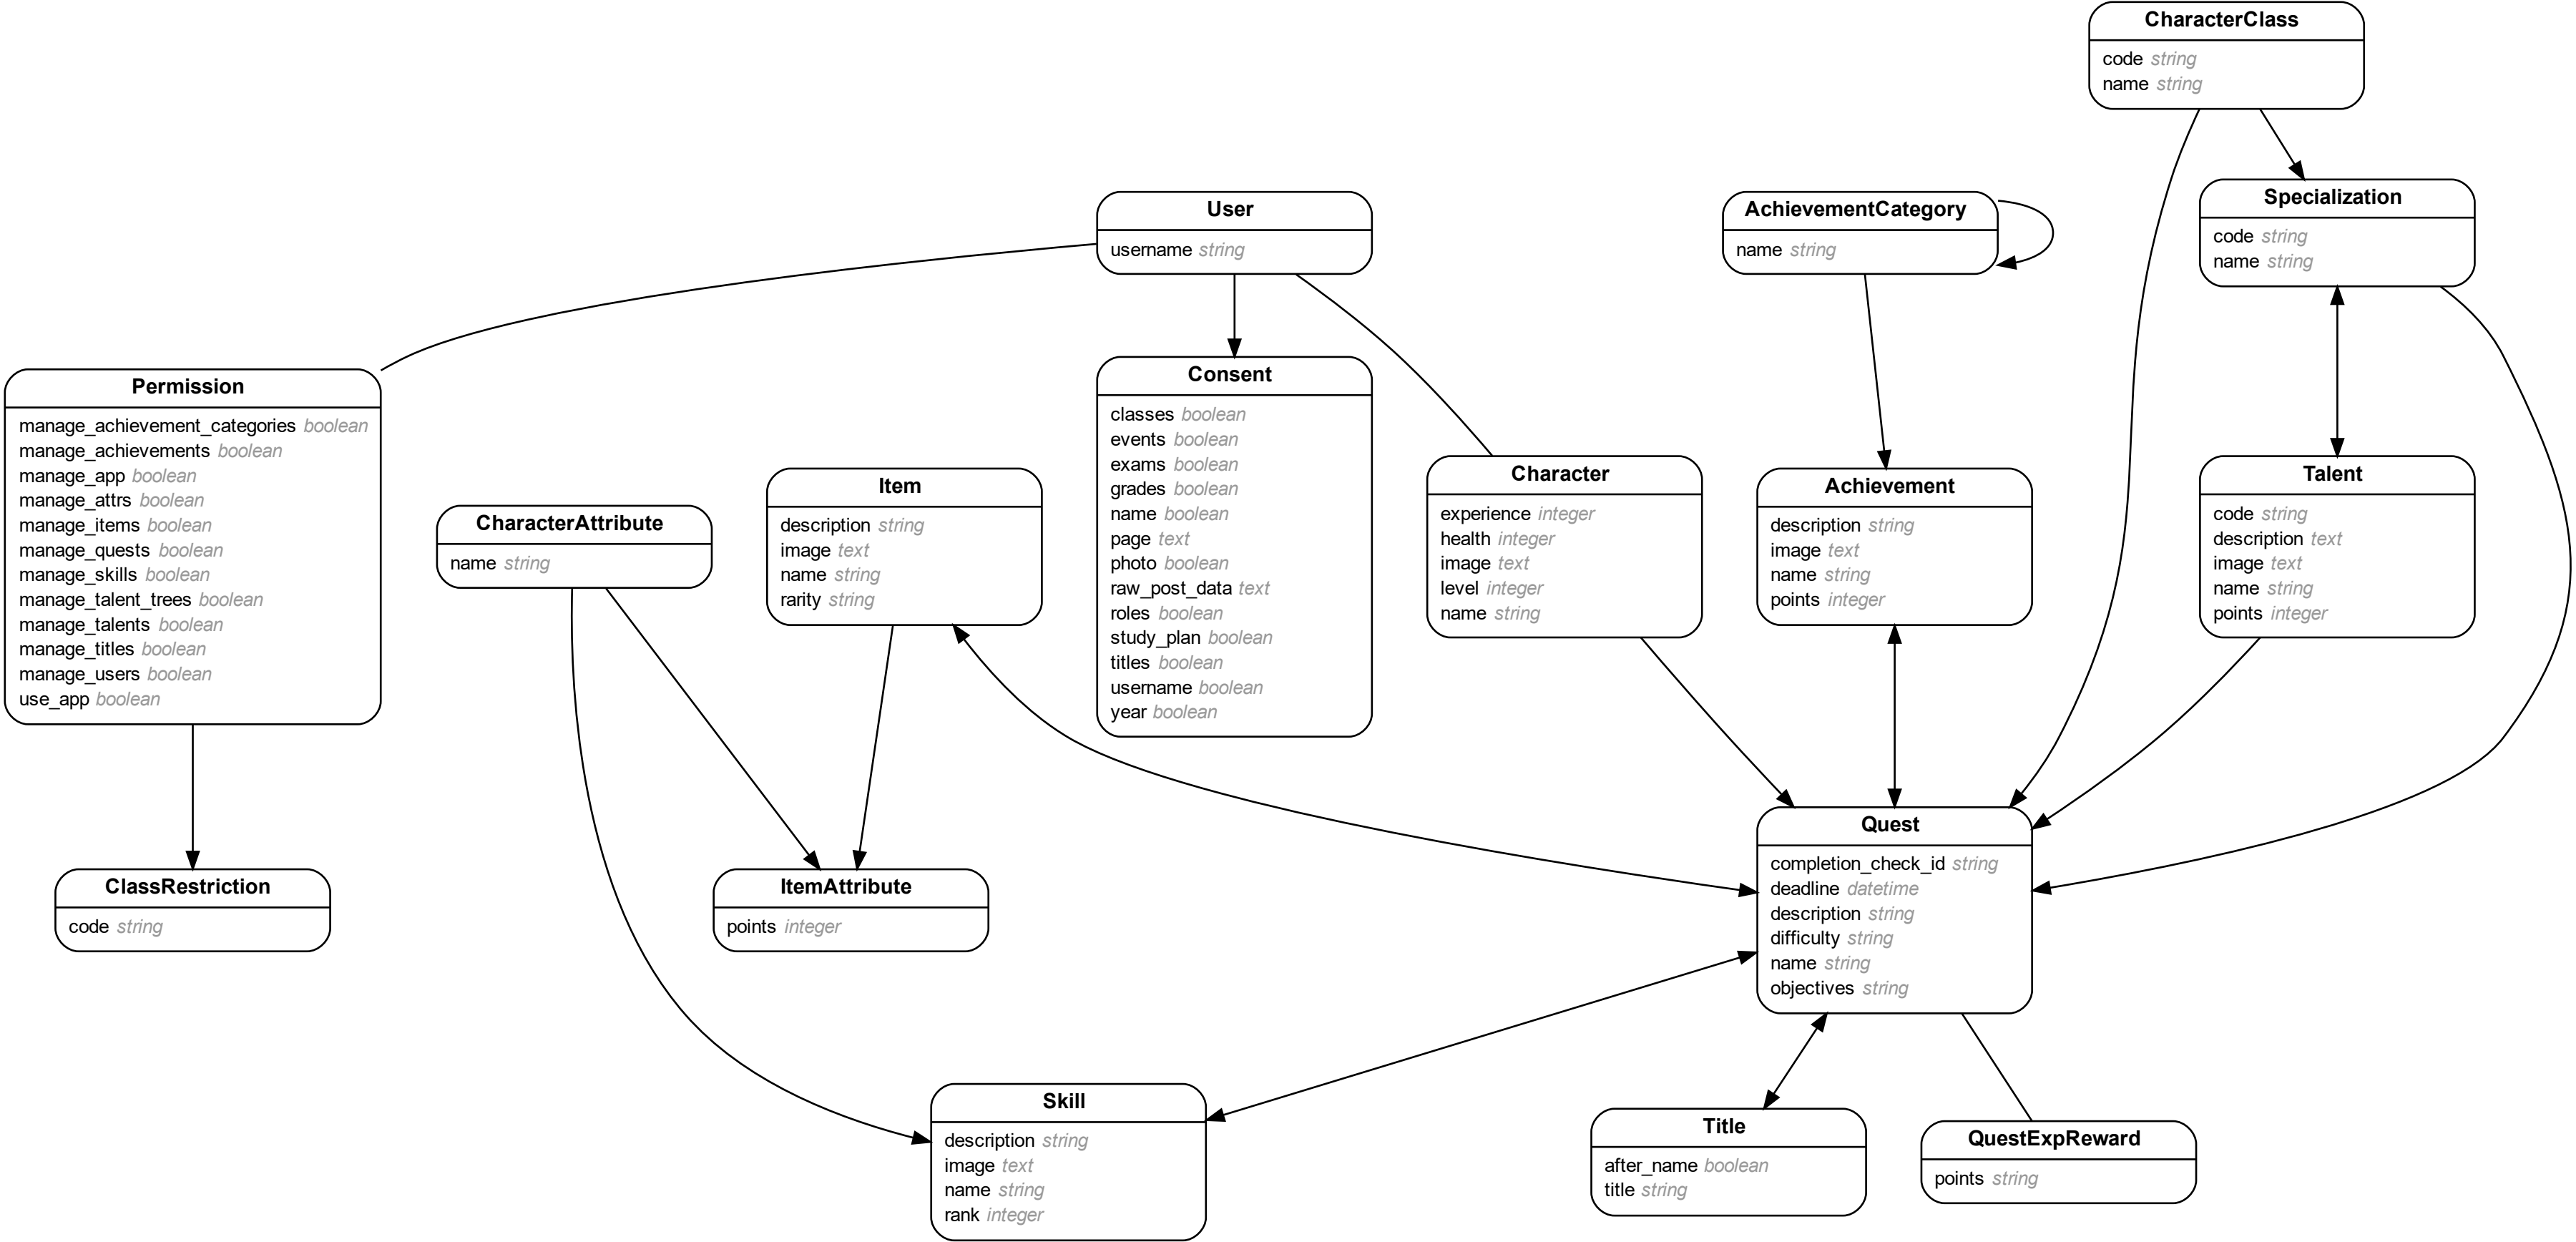 CharacterClass
code string
name string
Specialization
code string
name string
User
username string
AchievementCategory
name string
Permission
manage_achievement_categories boolean
manage_achievements boolean
manage_app boolean
manage_attrs boolean
manage_items boolean
manage_quests boolean
manage_skills boolean
manage_talent_trees boolean
manage_talents boolean
manage_titles boolean
manage_users boolean
use_app boolean
CharacterAttribute
name string
Item
description string
image text
name string
rarity string
Consent
classes boolean
events boolean
exams boolean
grades boolean
name boolean
page text
photo boolean
raw_post_data text
roles boolean
study_plan boolean
titles boolean
username boolean
year boolean
Character
experience integer
health integer
image text
level integer
name string
Achievement
description string
image text
name string
points integer
Talent
code string
description text
image text
name string
points integer
ClassRestriction
code string
ItemAttribute
points integer
Quest
completion_check_id string
deadline datetime
description string
difficulty string
name string
objectives string
Skill
description string
image text
name string
rank integer
Title
after_name boolean
title string
QuestExpReward
points string